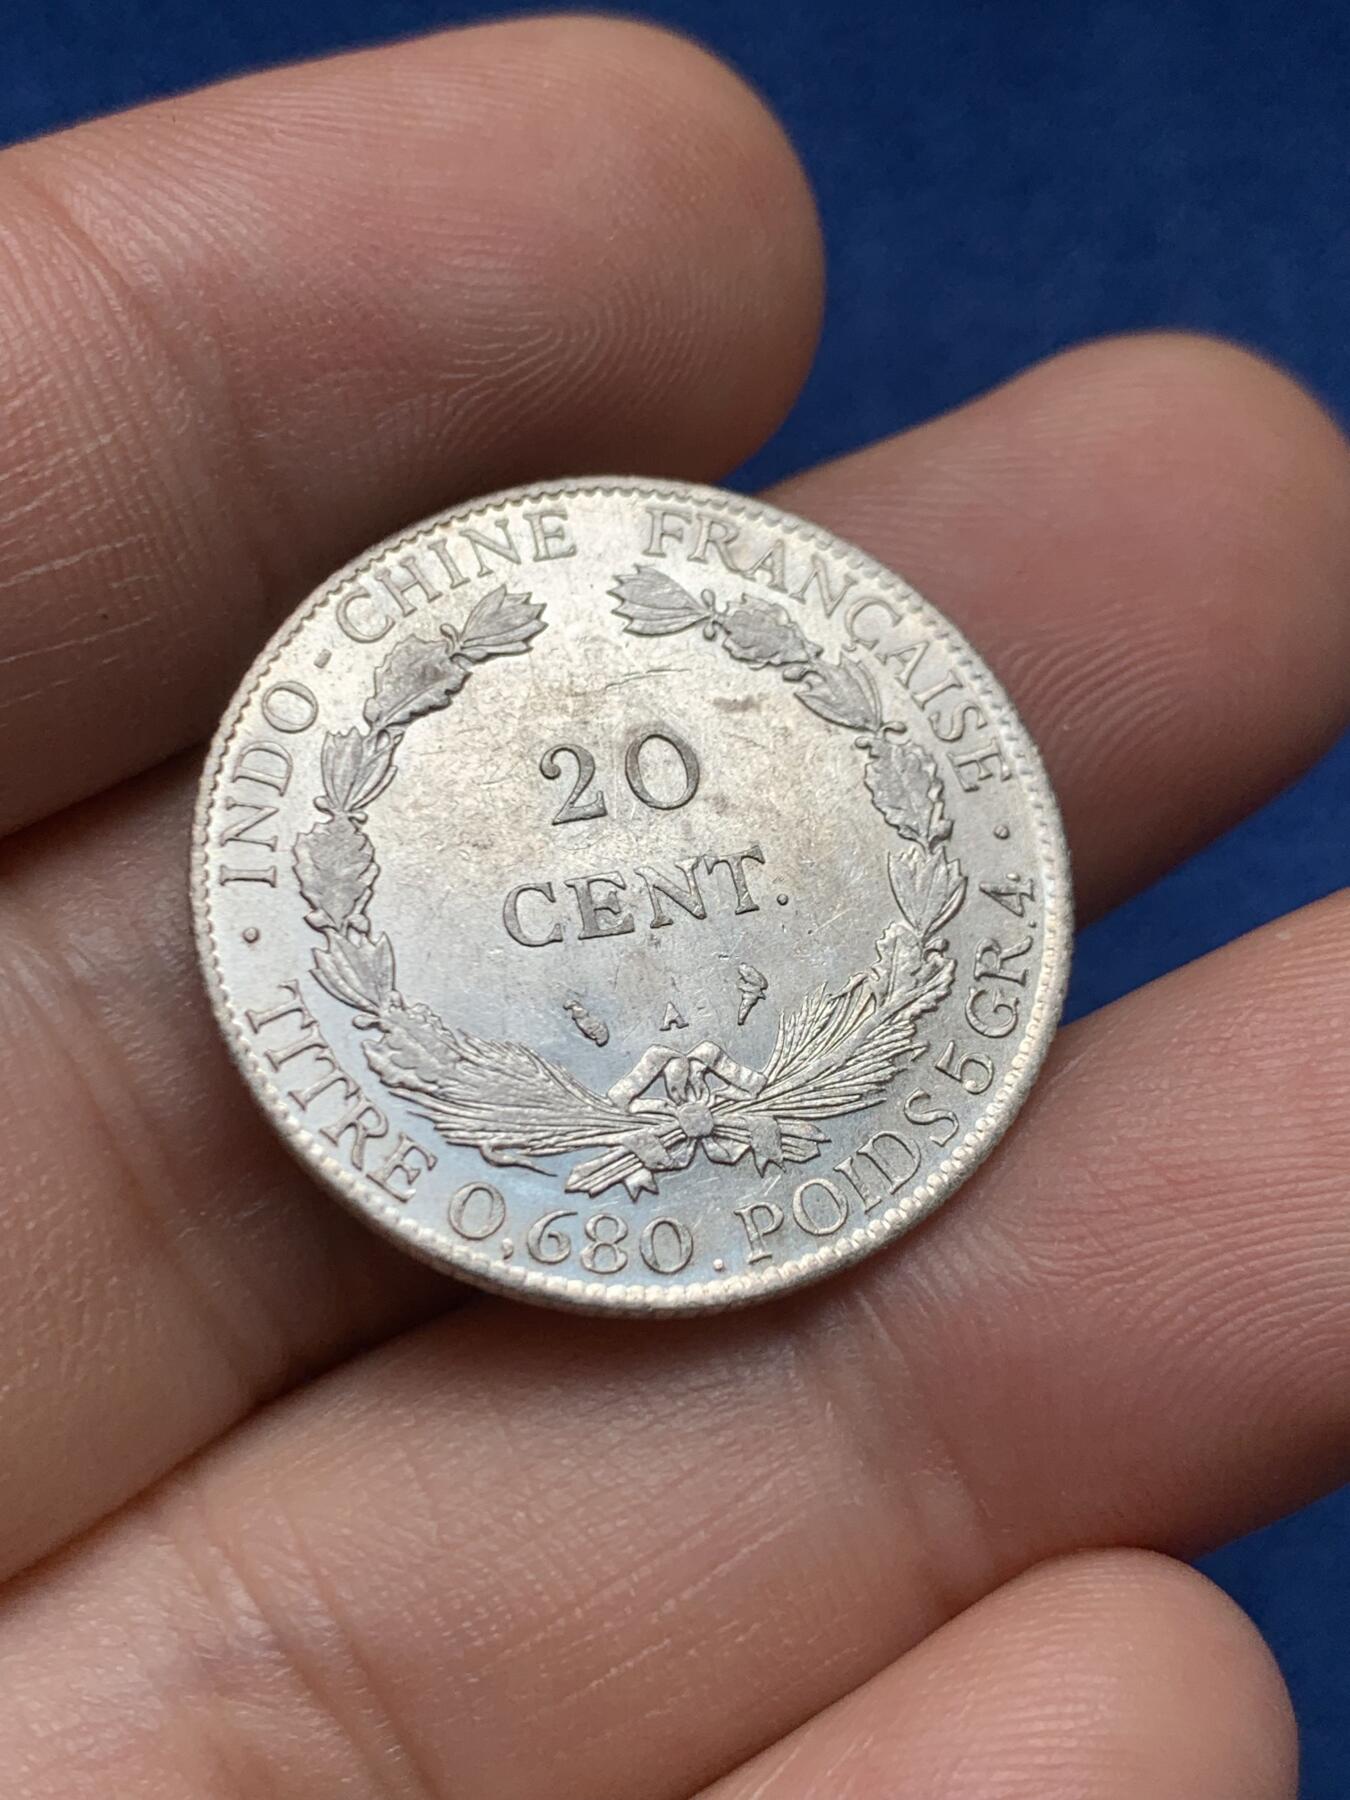 · INDO - CHINE FRANÇAISE ·
20
CENT.
A
TITRE 0,680 . POIDS 5GR.4